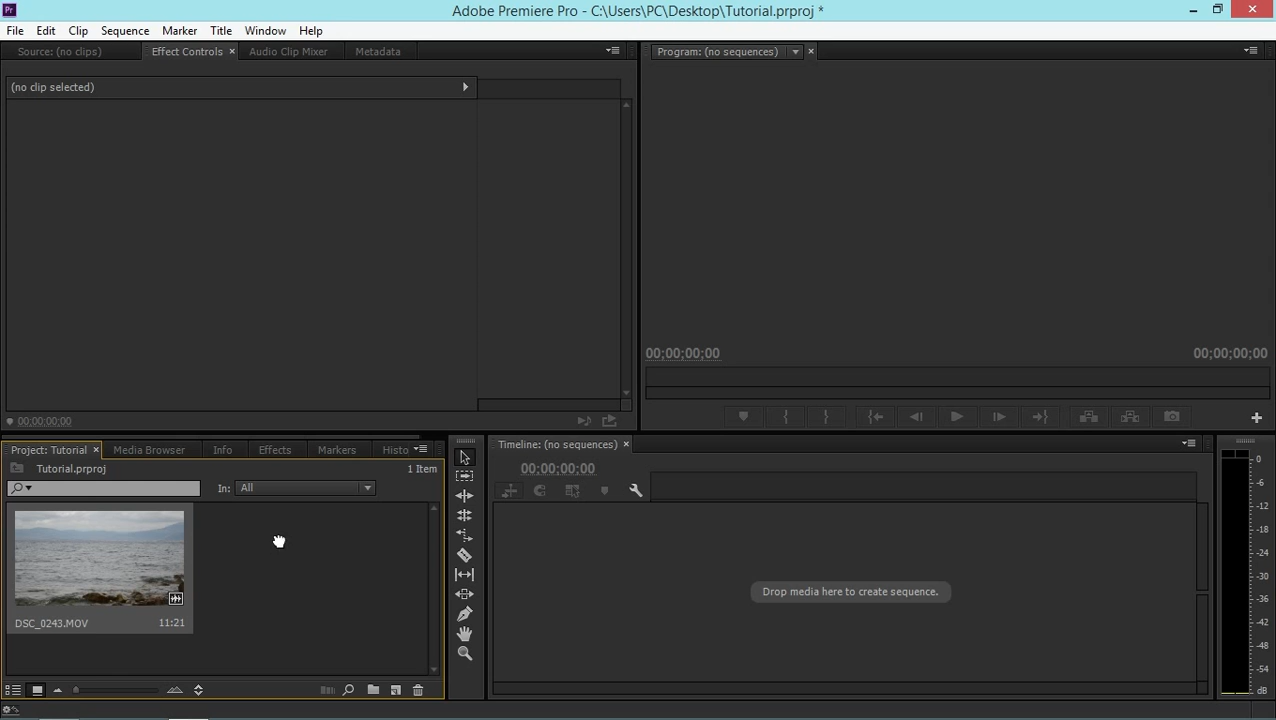 Pr
Adobe Premiere Pro - C:\Users\PC\Desktop\Tutorial.prproj *
File Edit Clip Sequence Marker Title Window Help
Source: (no clips) Effect Controls Audio Clip Mixer Metadata
Program: (no sequences)
(no clip selected)
00;00;00;00 00;00;00;00
00;00;00;00
Project: Tutorial Media Browser Info Effects Markers Histo
Timeline: (no sequences)
Tutorial.prproj 1 Item
00;00;00;00
In: All
Drop media here to create sequence.
DSC_0243.MOV 11:21
0
-6
-12
-18
-24
-30
-36
-42
-48
-54
dB